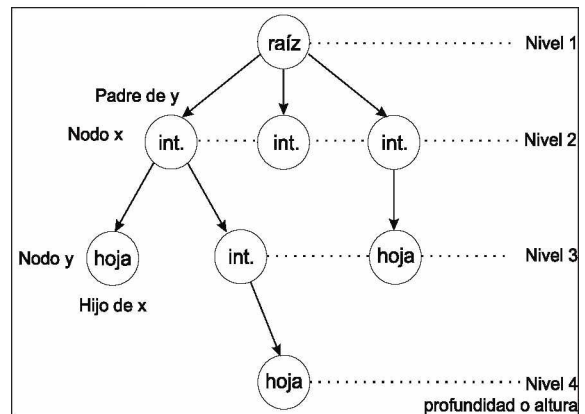 raíz
Nivel 1
Padre de y
Nodo x
int.
int.
int.
Nivel 2
Nodo y
hoja
int.
hoja
Nivel 3
Hijo de x
hoja
Nivel 4
profundidad o altura